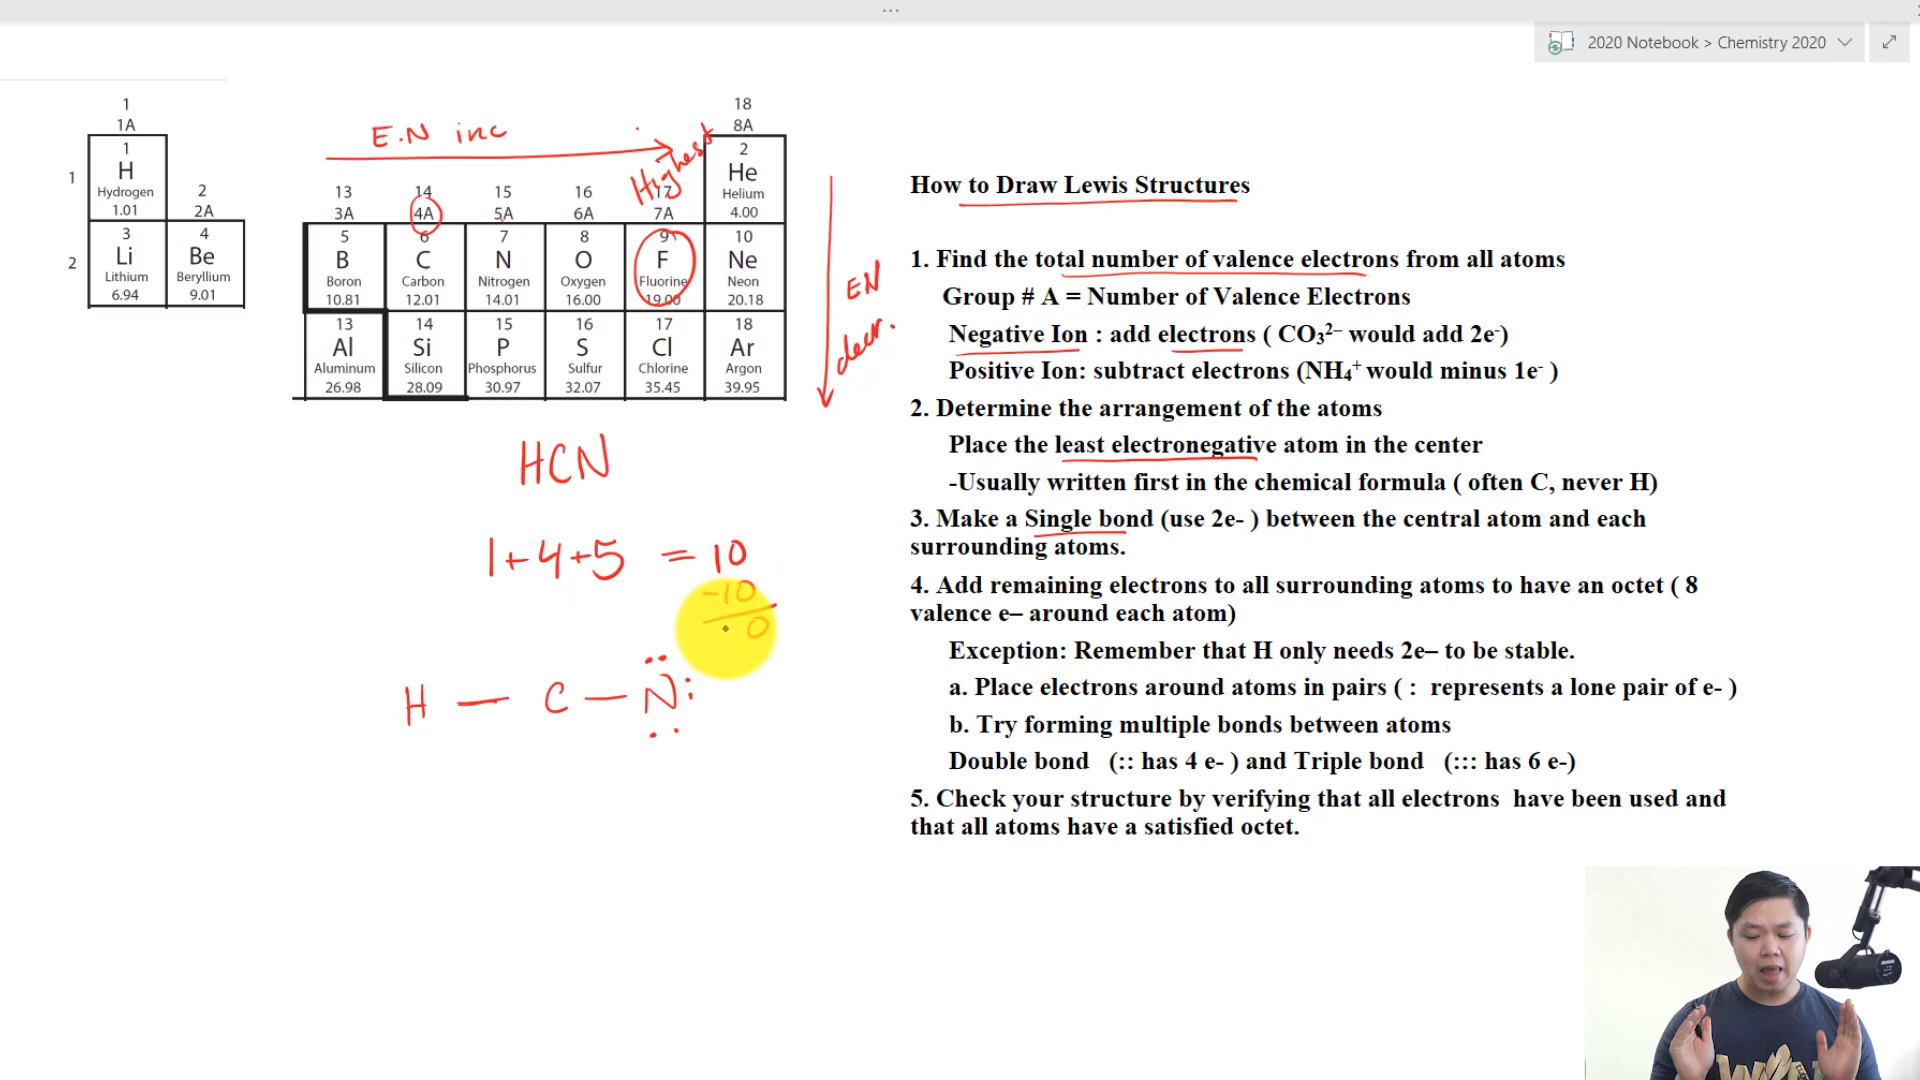 2020 Notebook > Chemistry 2020
1
1A
18
8A
E.N inc
Highest
1
H
Hydrogen
1.01
2
He
Helium
4.00
1
2
2A
13
3A
14
4A
15
5A
16
6A
17
7A
2
3
Li
Lithium
6.94
4
Be
Beryllium
9.01
5
B
Boron
10.81
6
C
Carbon
12.01
7
N
Nitrogen
14.01
8
O
Oxygen
16.00
9
F
Fluorine
19.00
10
Ne
Neon
20.18
13
Al
Aluminum
26.98
14
Si
Silicon
28.09
15
P
Phosphorus
30.97
16
S
Sulfur
32.07
17
Cl
Chlorine
35.45
18
Ar
Argon
39.95
EN
decr.
HCN
1+4+5 = 10
-10
0
H — C — N:
How to Draw Lewis Structures
1. Find the total number of valence electrons from all atoms
Group # A = Number of Valence Electrons
Negative Ion : add electrons ( CO₃²⁻ would add 2e⁻)
Positive Ion: subtract electrons (NH₄⁺ would minus 1e⁻ )
2. Determine the arrangement of the atoms
Place the least electronegative atom in the center
-Usually written first in the chemical formula ( often C, never H)
3. Make a Single bond (use 2e- ) between the central atom and each
surrounding atoms.
4. Add remaining electrons to all surrounding atoms to have an octet ( 8
valence e– around each atom)
Exception: Remember that H only needs 2e– to be stable.
a. Place electrons around atoms in pairs ( : represents a lone pair of e- )
b. Try forming multiple bonds between atoms
Double bond (:: has 4 e- ) and Triple bond (::: has 6 e-)
5. Check your structure by verifying that all electrons have been used and
that all atoms have a satisfied octet.